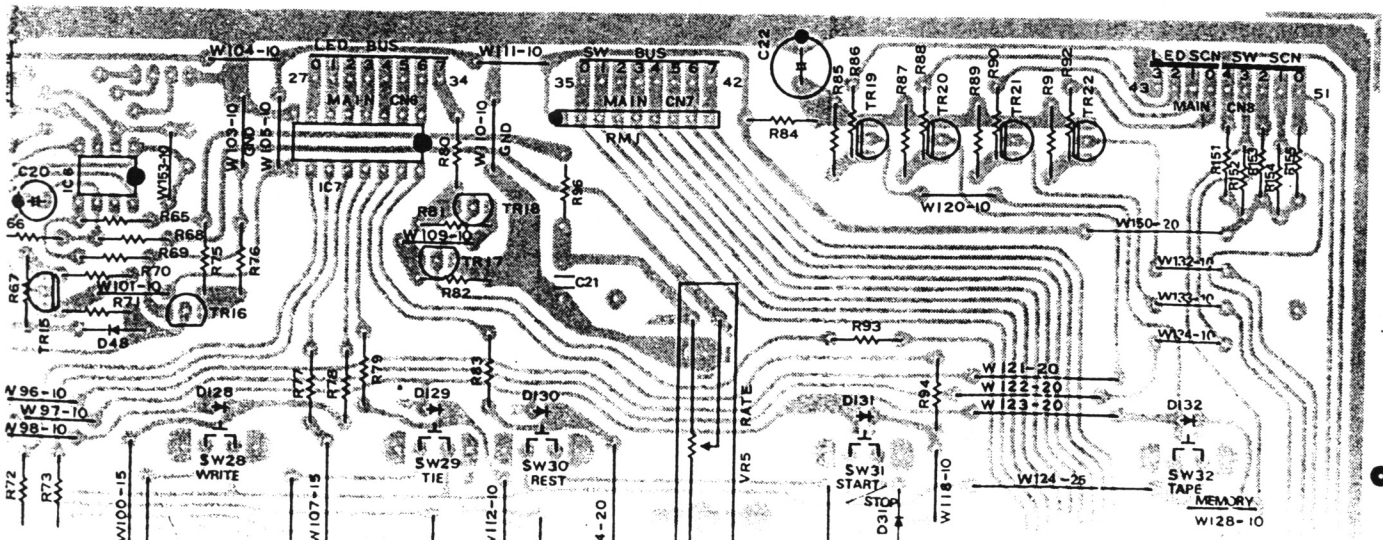 W104-10
LED BUS
W111-10
SW BUS
C22
R85
R86
TR19
R87
R88
TR20
R89
R90
TR21
R9
R92
TR22
LED SCN
SW SCN
27
0 1 2 3 4 5 6 7
34
35
0 1 2 3 4 5 6 7
42
43
3 2 1 0 4 3 2 1 0
51
MAIN CN6
MAIN CN7
MAIN CN8
W103-10
GND
W105-10
R80
W110-10
GND
RM1
R84
W153-10
C20
IC6
IC7
R96
R151
R152
R153
R154
R155
66
R65
R68
R69
R70
W101-10
R71
R75
R76
R81
W109-10
TR18
TR17
R82
C21
W120-10
W150-20
W132-10
W133-10
W134-10
R67
TR15
D48
TR16
R77
R78
R79
R83
RATE
VR5
R93
R94
W121-20
W122-20
W123-20
W96-10
W97-10
W98-10
D128
D129
D130
D131
D132
R72
R73
W100-15
SW28
WRITE
W107-15
SW29
TIE
W112-10
SW30
REST
4-20
SW31
START
STOP
D31
W118-10
W124-25
SW32
TAPE
MEMORY
W128-10